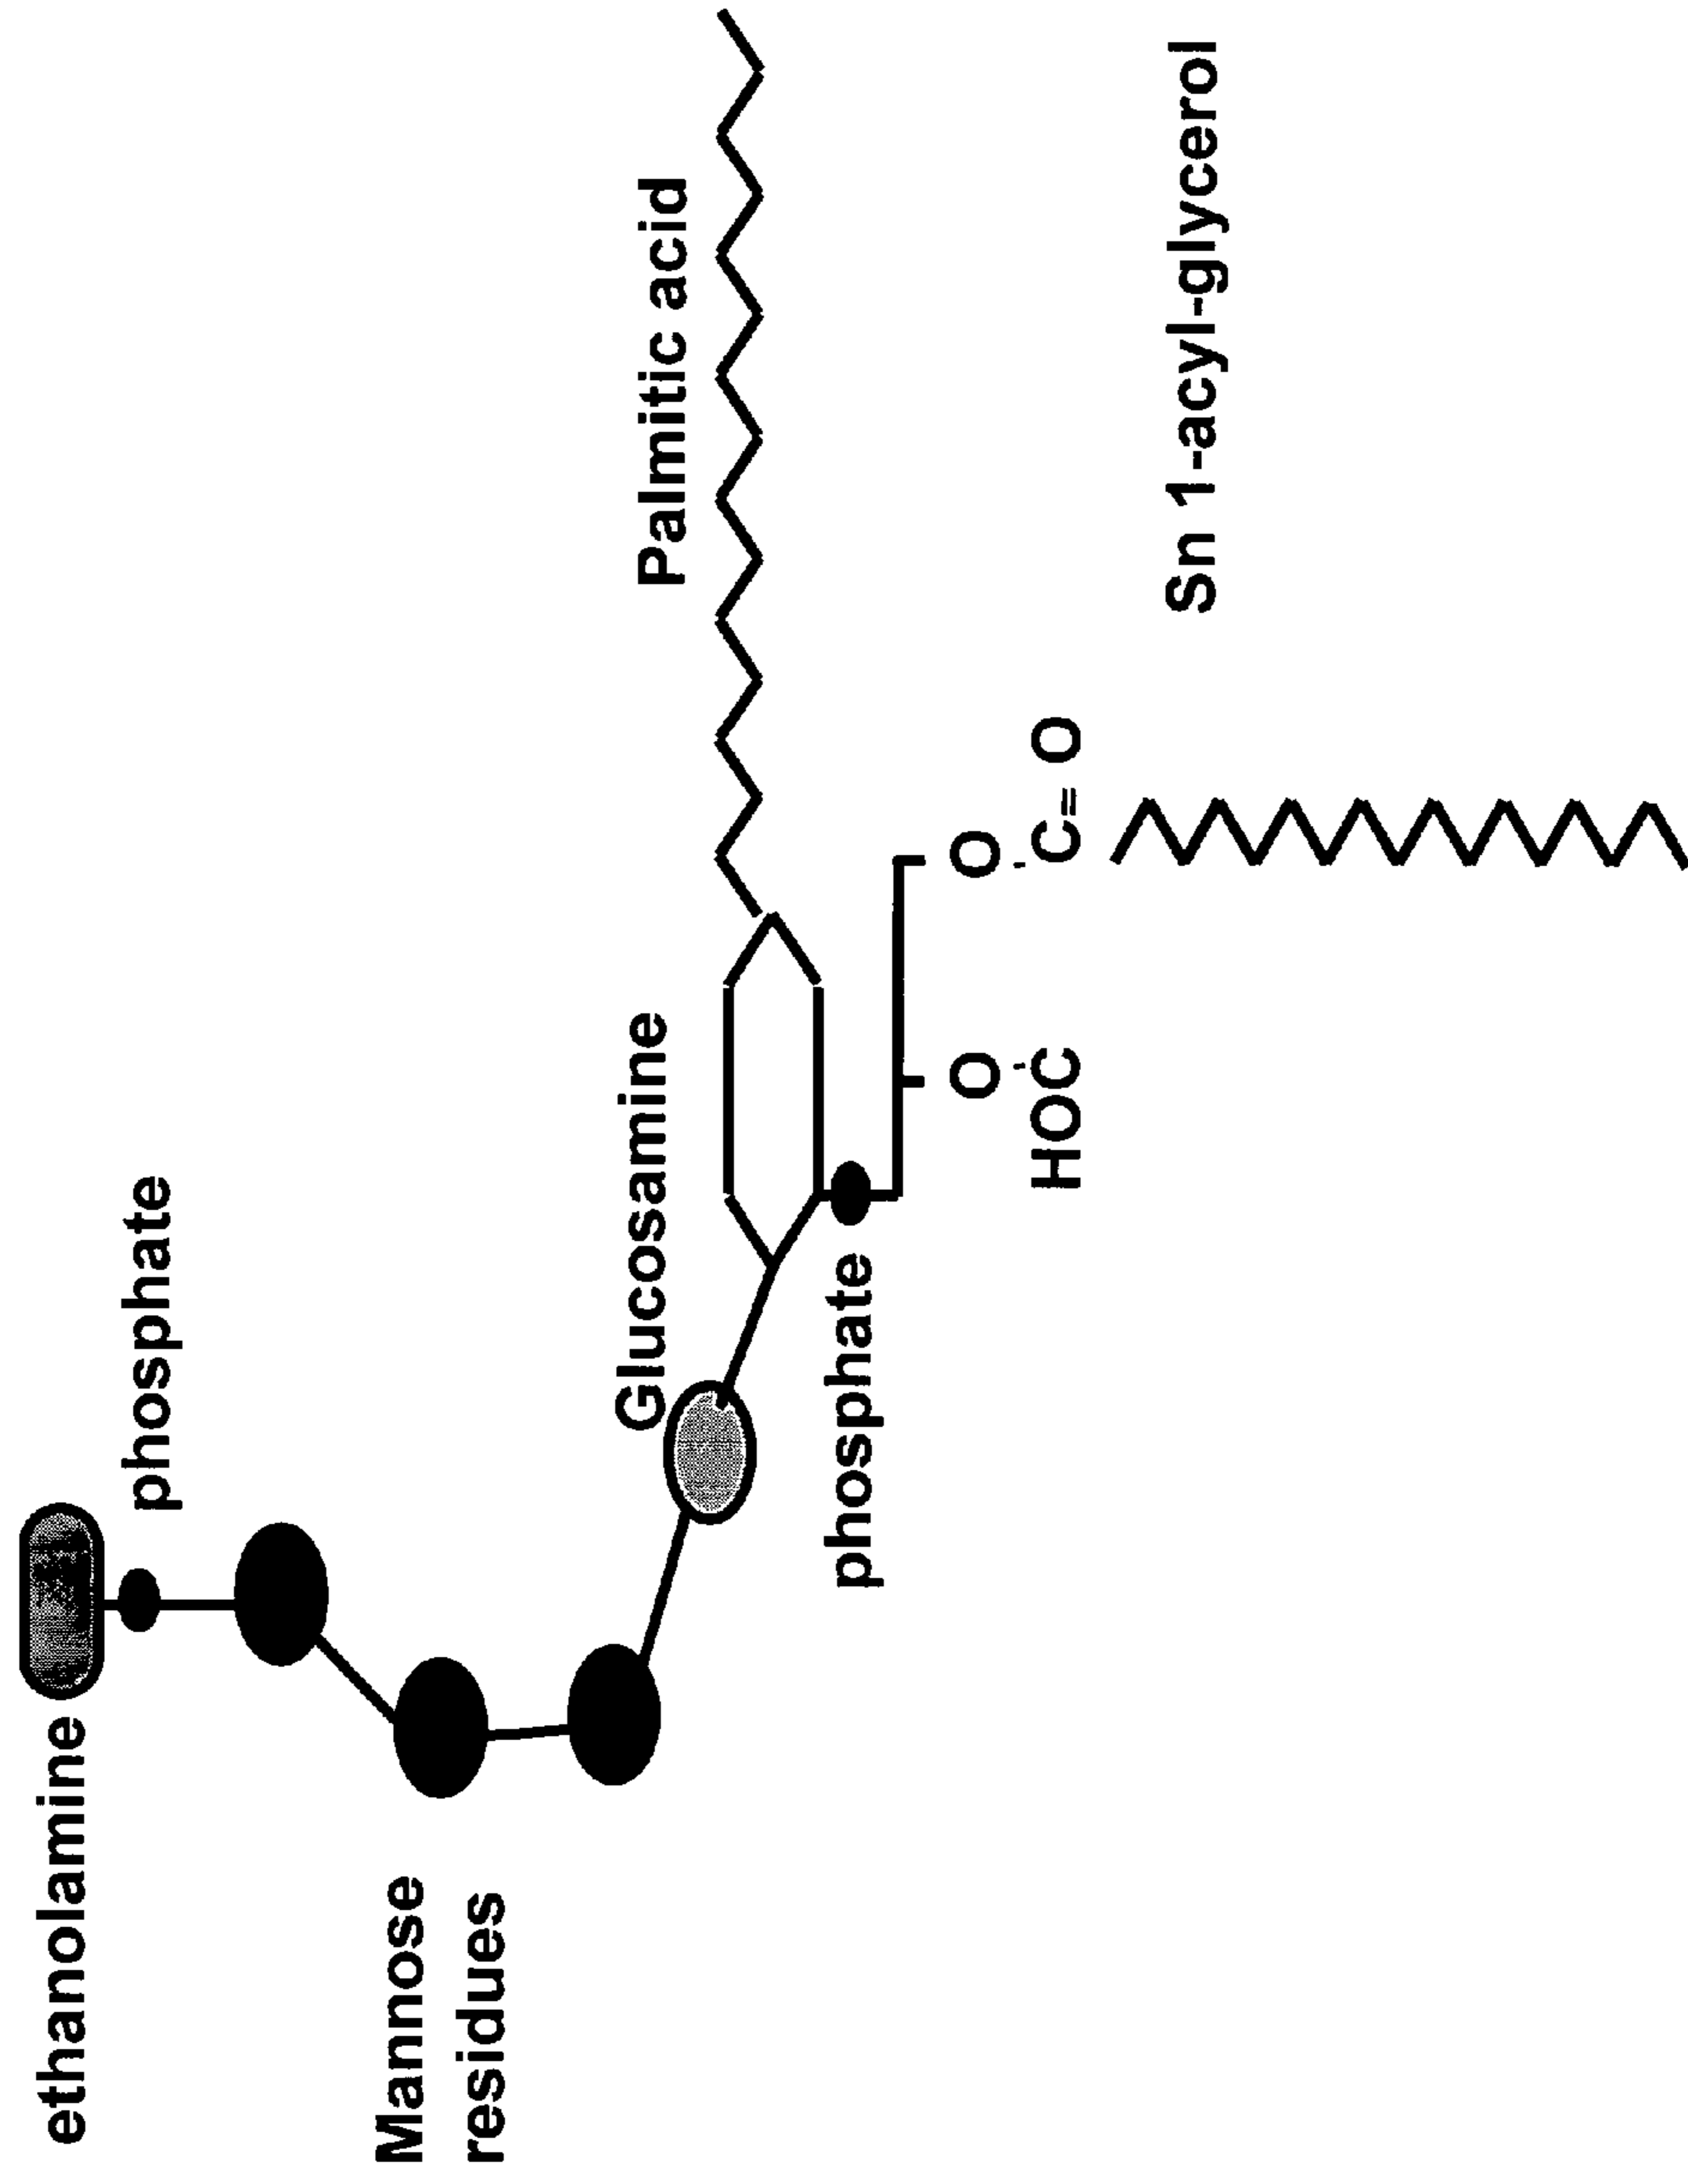 ethanolamine
phosphate
Mannose
residues
Glucosamine
Palmitic acid
phosphate
O
O
HOC
C=O
Sn 1-acyl-glycerol